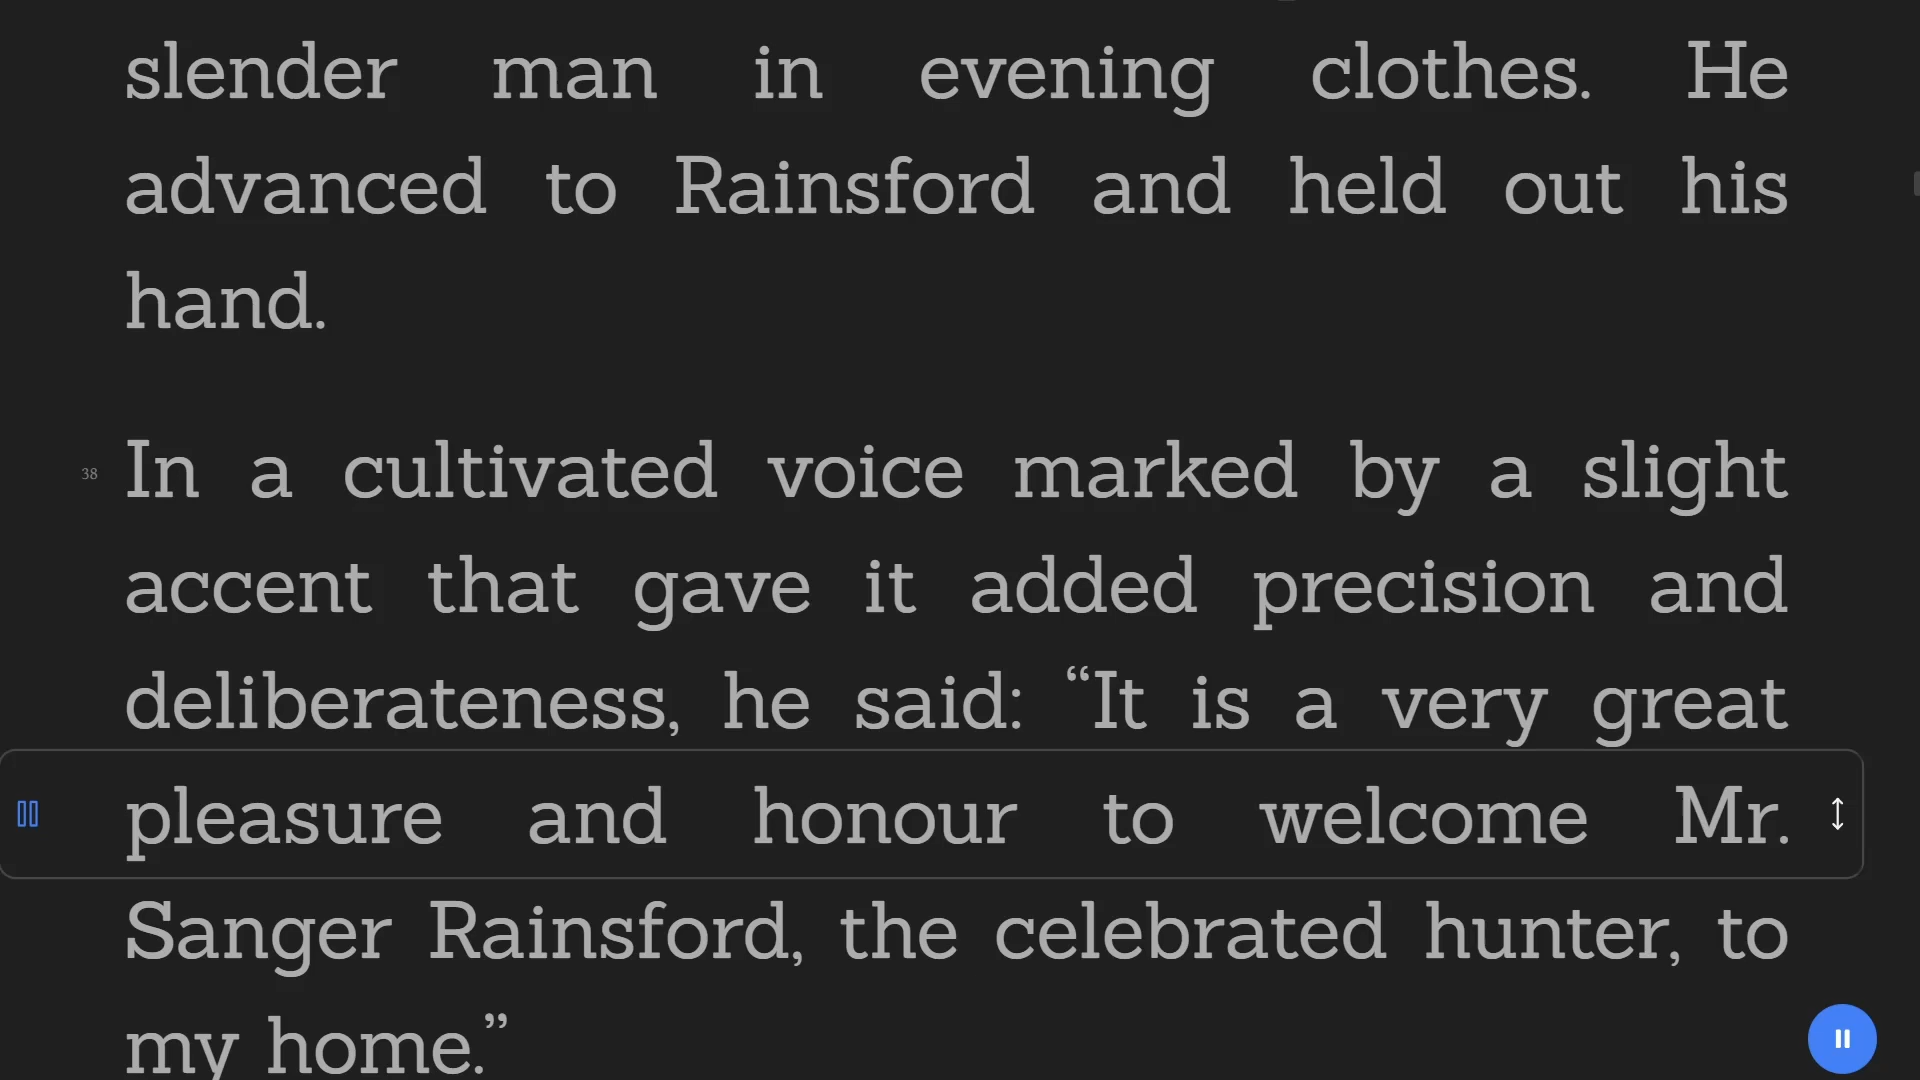 slender man in evening clothes. He
advanced to Rainsford and held out his
hand.
38
In a cultivated voice marked by a slight
accent that gave it added precision and
deliberateness, he said: “It is a very great
pleasure and honour to welcome Mr.
Sanger Rainsford, the celebrated hunter, to
my home.”